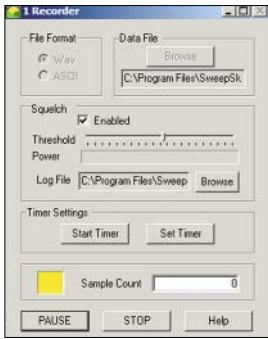 1 Recorder
File Format
Wav
ASCII
Data File
Browse
C:\Program Files\SweepSk
Squelch
Enabled
Threshold
Power
Log File C:\Program Files\Sweep Browse
Timer Settings
Start Timer Set Timer
Sample Count 0
PAUSE STOP Help